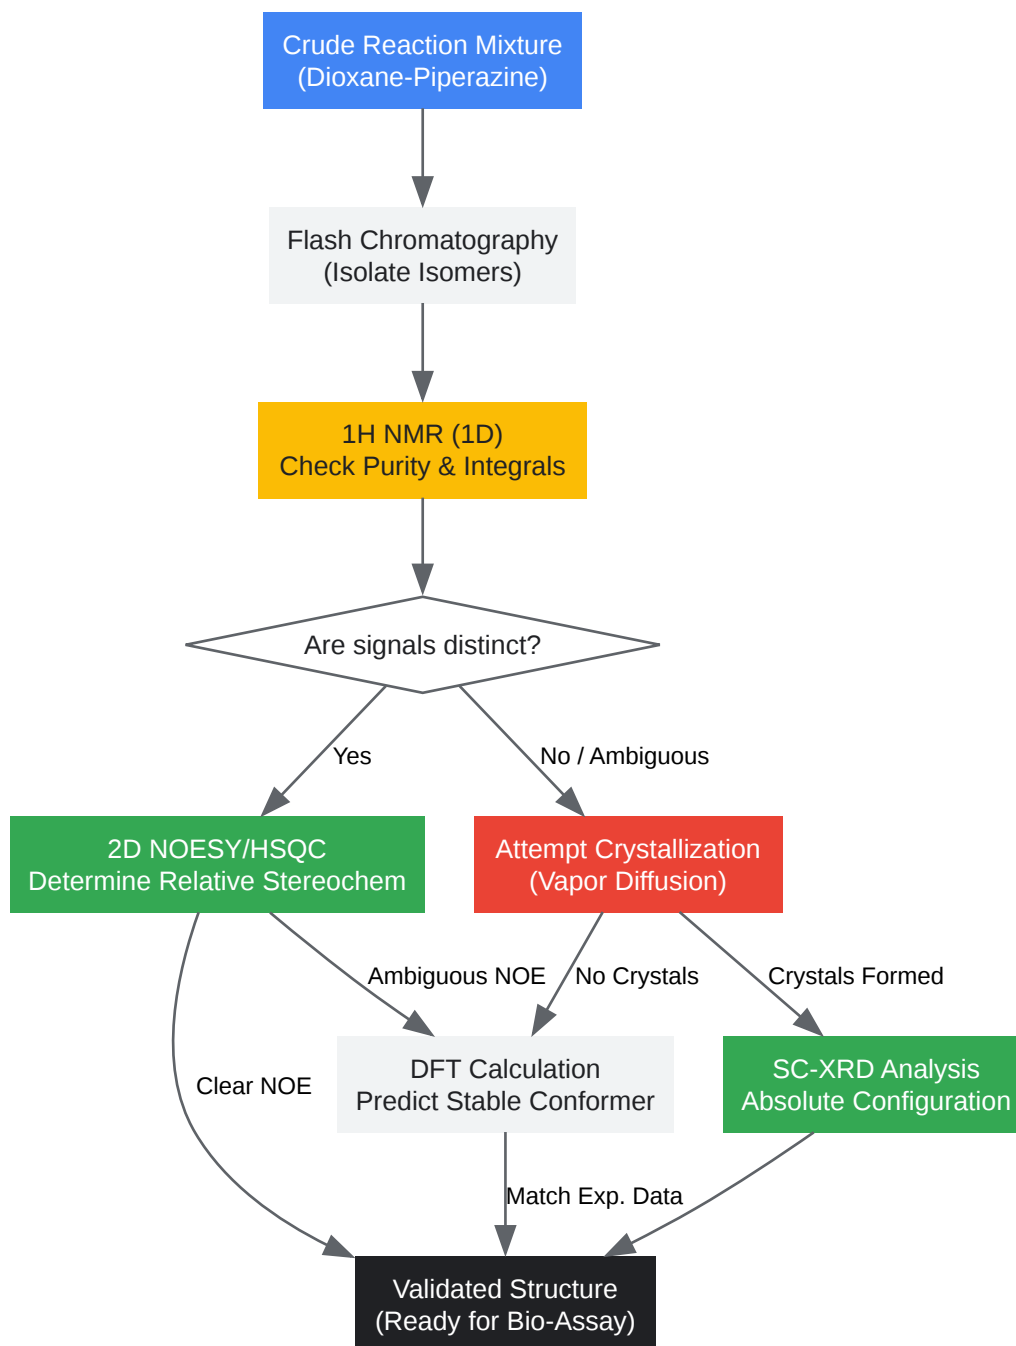 Crude Reaction Mixture
(Dioxane-Piperazine)
Flash Chromatography
(Isolate Isomers)
1H NMR (1D)
Check Purity & Integrals
Are signals distinct?
Yes
No / Ambiguous
2D NOESY/HSQC
Determine Relative Stereochem
Attempt Crystallization
(Vapor Diffusion)
Ambiguous NOE
No Crystals
Crystals Formed
DFT Calculation
Predict Stable Conformer
SC-XRD Analysis
Absolute Configuration
Clear NOE
Match Exp. Data
Validated Structure
(Ready for Bio-Assay)